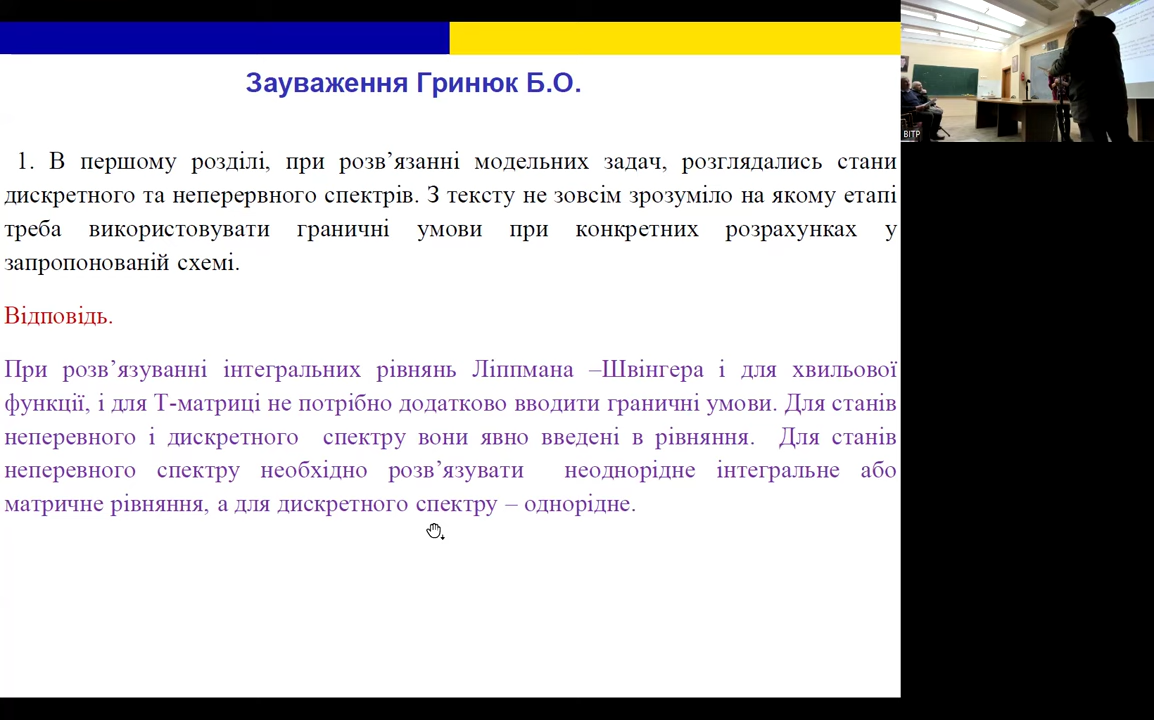 Зауваження Гринюк Б.О.
1. В першому розділі, при розв’язанні модельних задач, розглядались стани
дискретного та неперервного спектрів. З тексту не зовсім зрозуміло на якому етапі
треба використовувати граничні умови при конкретних розрахунках у
запропонованій схемі.
Відповідь.
При розв’язуванні інтегральних рівнянь Ліппмана –Швінгера і для хвильової
функції, і для Т-матриці не потрібно додатково вводити граничні умови. Для станів
неперевного і дискретного спектру вони явно введені в рівняння. Для станів
неперевного спектру необхідно розв’язувати неоднорідне інтегральне або
матричне рівняння, а для дискретного спектру – однорідне.
ВІТР